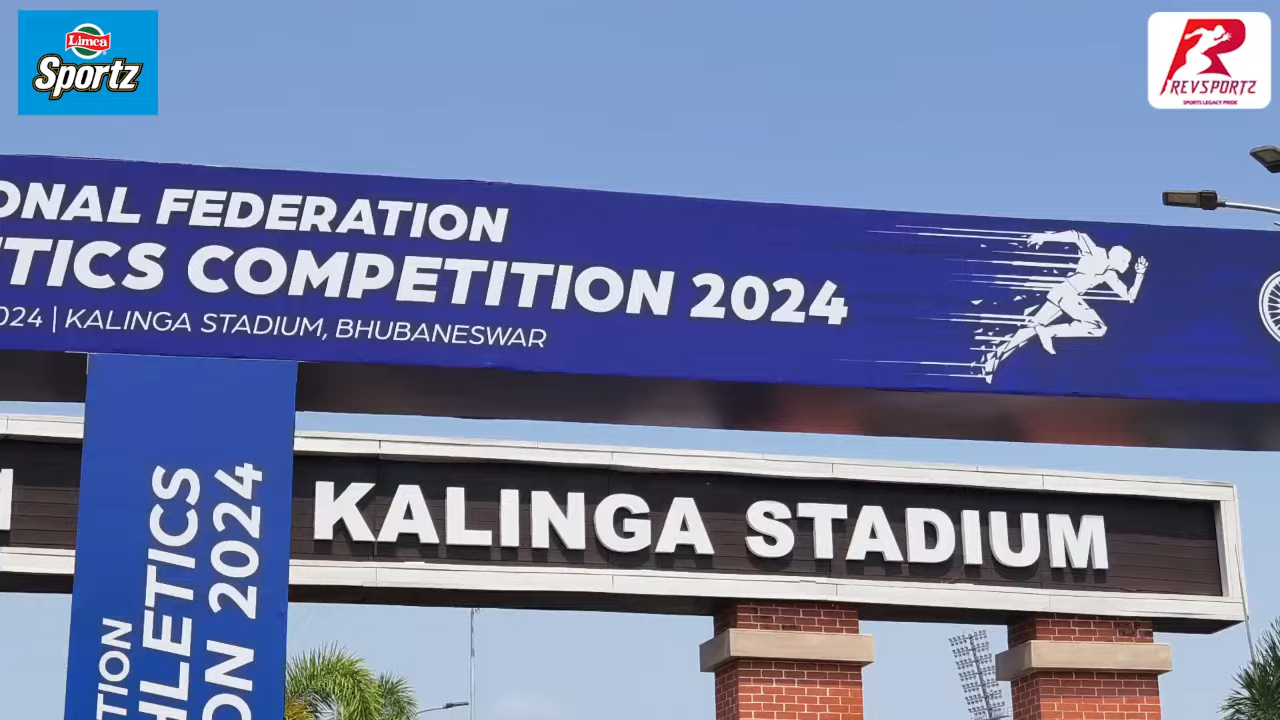 Limca
Sportz
REVSPORTZ
SPORTS LEGACY PRIDE
ONAL FEDERATION
TICS COMPETITION 2024
024 | KALINGA STADIUM, BHUBANESWAR
KALINGA STADIUM
TION
HLETICS
ON 2024